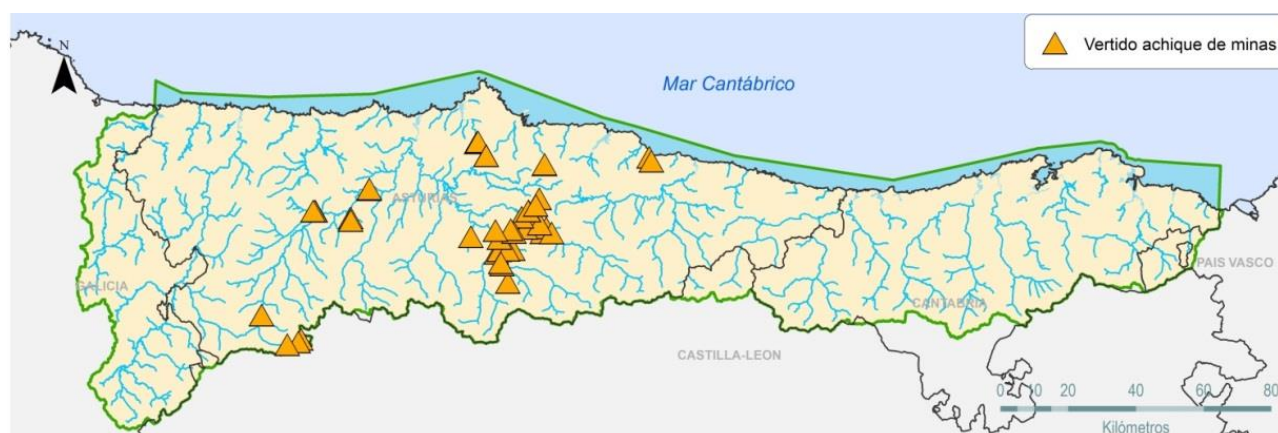 N
Vertido achique de minas
Mar Cantábrico
ASTURIAS
GALICIA
PAIS VASCO
CANTABRIA
CASTILLA-LEON
0 10 20 40 60 80
Kilómetros